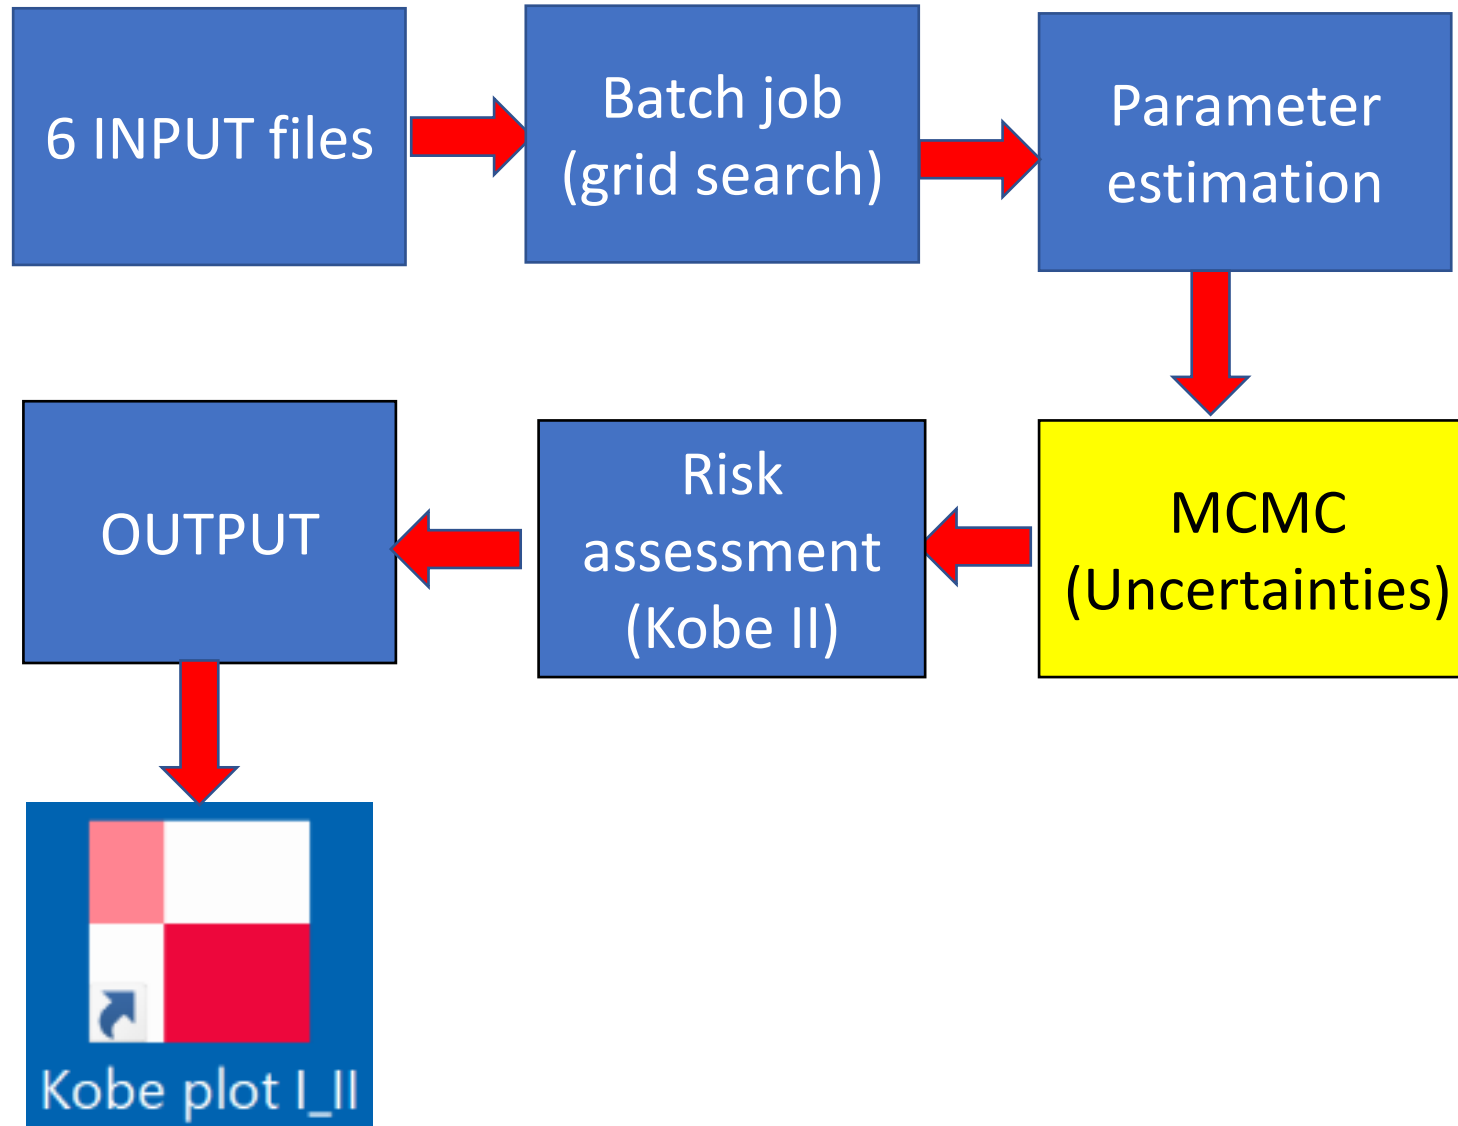 6 INPUT files
Batch job
(grid search)
Parameter
estimation
MCMC
(Uncertainties)
Risk
assessment
(Kobe II)
OUTPUT
Kobe plot I_II